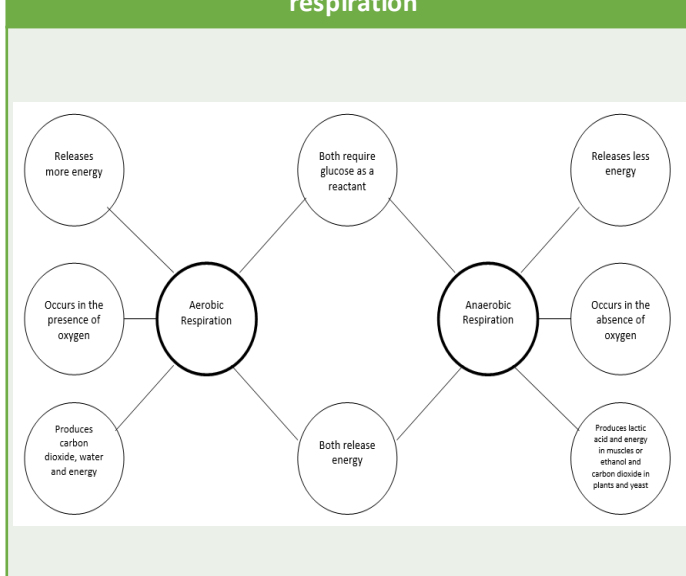 respiration
Releases
more energy
Both require
glucose as a
reactant
Releases less
energy
Occurs in the
presence of
oxygen
Aerobic
Respiration
Anaerobic
Respiration
Occurs in the
absence of
oxygen
Produces
carbon
dioxide, water
and energy
Both release
energy
Produces lactic
acid and energy
in muscles or
ethanol and
carbon dioxide in
plants and yeast